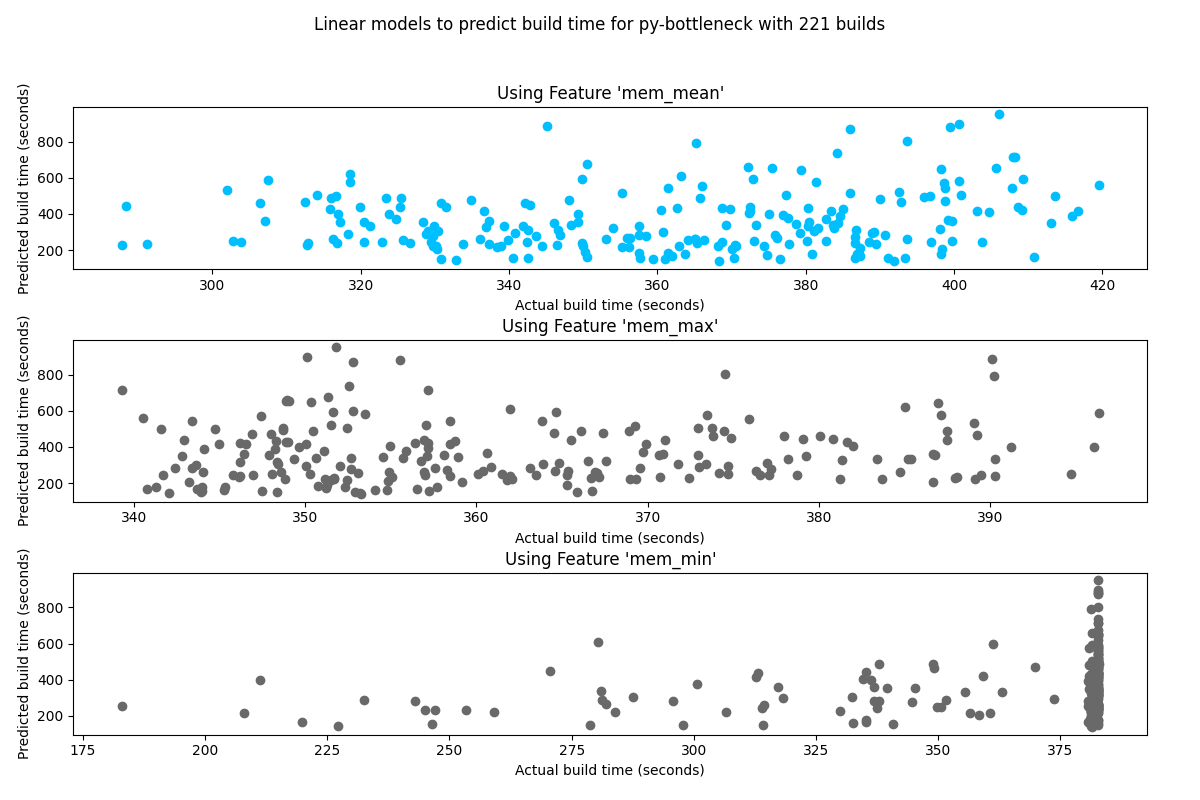 Linear models to predict build time for py-bottleneck with 221 builds
Using Feature 'mem_mean'
Predicted build time (seconds)
800
600
400
200
300 320 340 360 380 400 420
Actual build time (seconds)
Using Feature 'mem_max'
Predicted build time (seconds)
800
600
400
200
340 350 360 370 380 390
Actual build time (seconds)
Using Feature 'mem_min'
Predicted build time (seconds)
800
600
400
200
175 200 225 250 275 300 325 350 375
Actual build time (seconds)